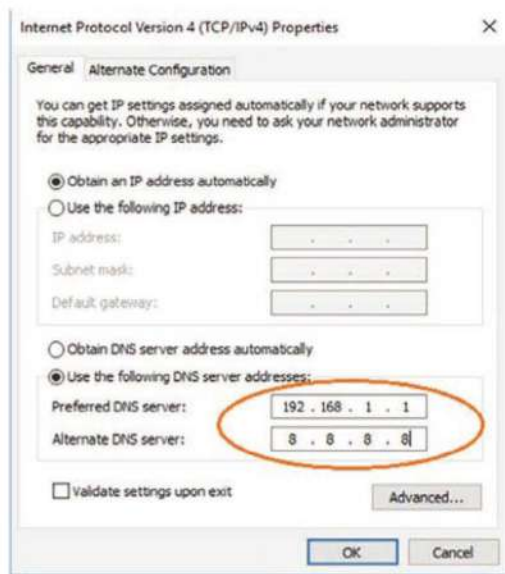 Internet Protocol Version 4 (TCP/IPv4) Properties
General
Alternate Configuration
You can get IP settings assigned automatically if your network supports
this capability. Otherwise, you need to ask your network administrator
for the appropriate IP settings.
Obtain an IP address automatically
Use the following IP address:
IP address:
Subnet mask:
Default gateway:
Obtain DNS server address automatically
Use the following DNS server addresses:
Preferred DNS server: 192 . 168 . 1 . 1
Alternate DNS server: 8 . 8 . 8 . 8
Validate settings upon exit
Advanced...
OK
Cancel